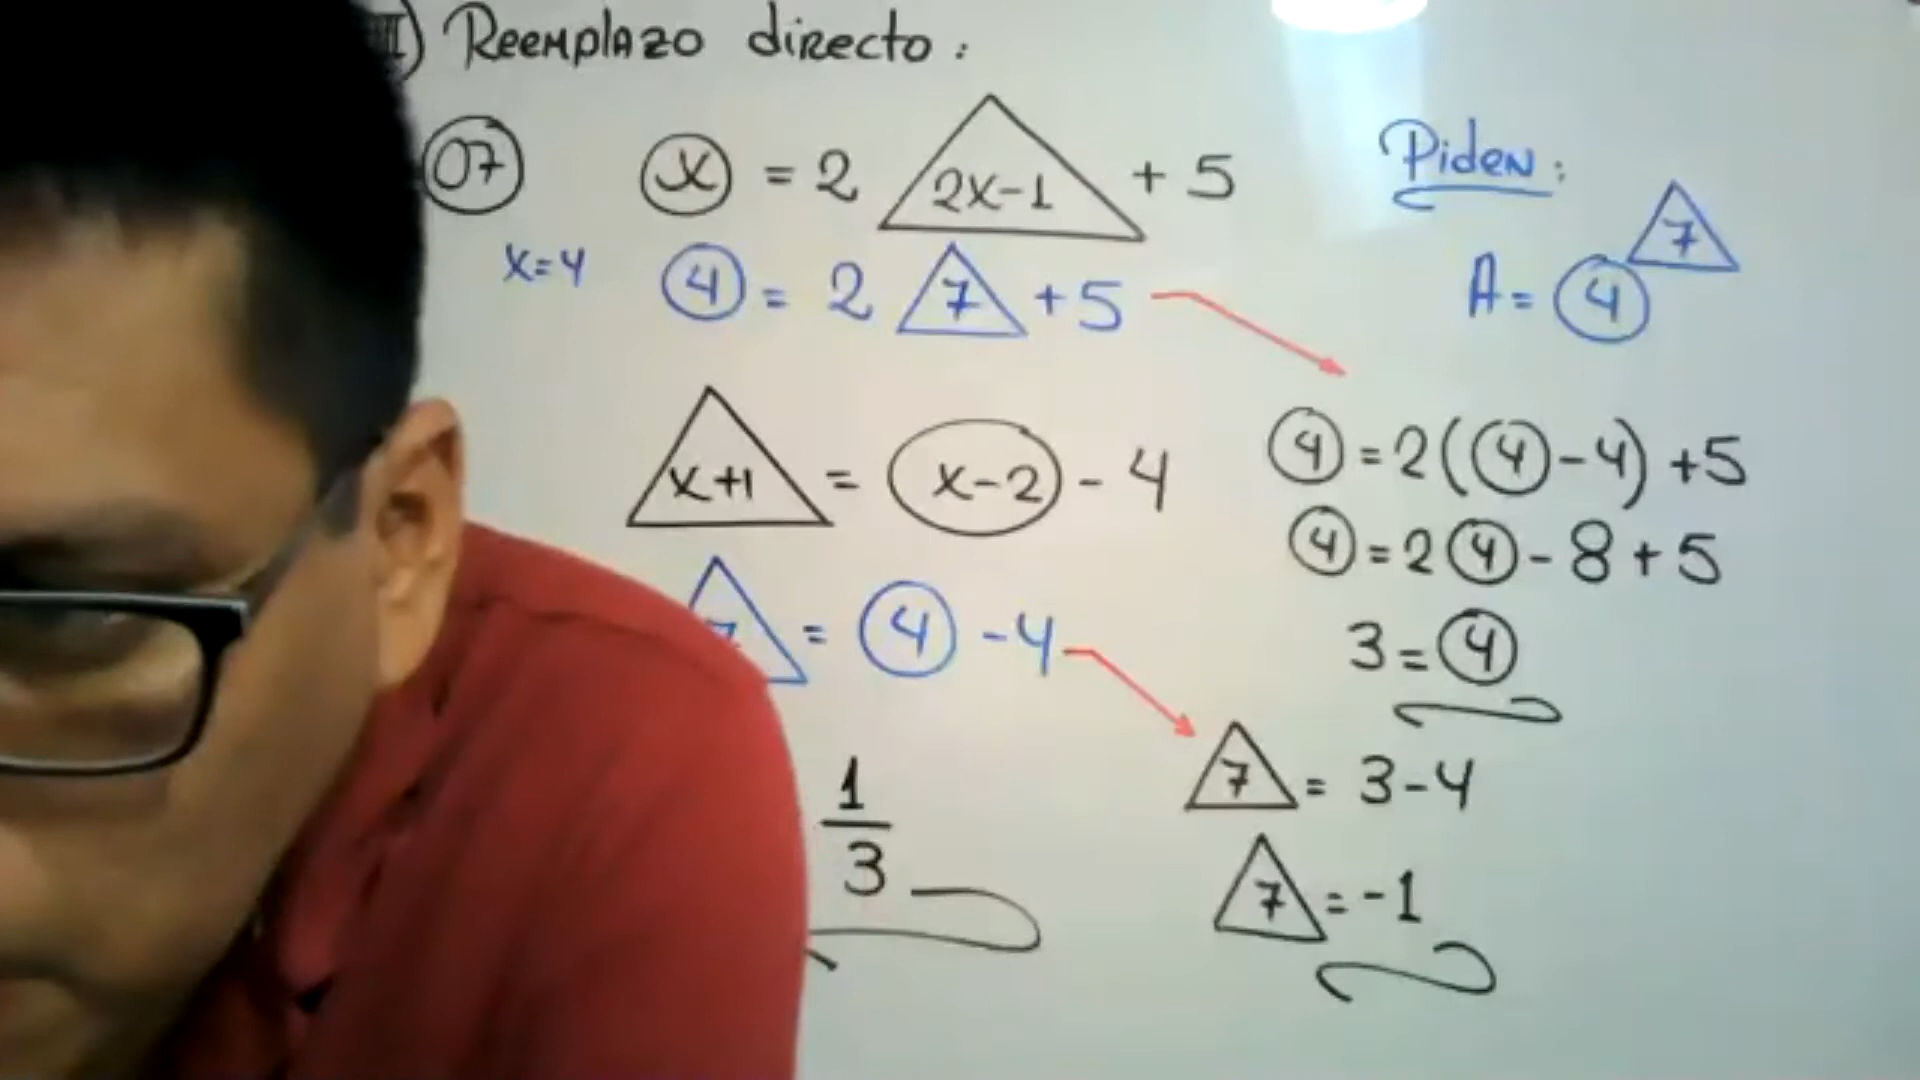 III) Reemplazo directo:
07 x = 2 2x-1 + 5
x=4 4 = 2 7 +5
x+1 = x-2 - 4
7 = 4 -4
1
3
Piden:
A= 4 7
4 = 2(4-4) +5
4 = 2 4 - 8 + 5
3 = 4
7 = 3-4
7 = -1